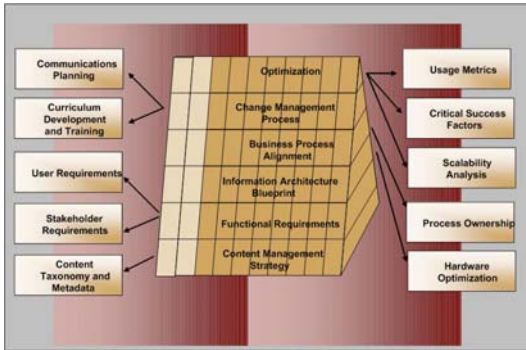 Communications
Planning
Curriculum
Development
and Training
User Requirements
Stakeholder
Requirements
Content
Taxonomy and
Metadata
Optimization
Change Management
Process
Business Process
Alignment
Information Architecture
Blueprint
Functional Requirements
Content Management
Strategy
Usage Metrics
Critical Success
Factors
Scalability
Analysis
Process Ownership
Hardware
Optimization